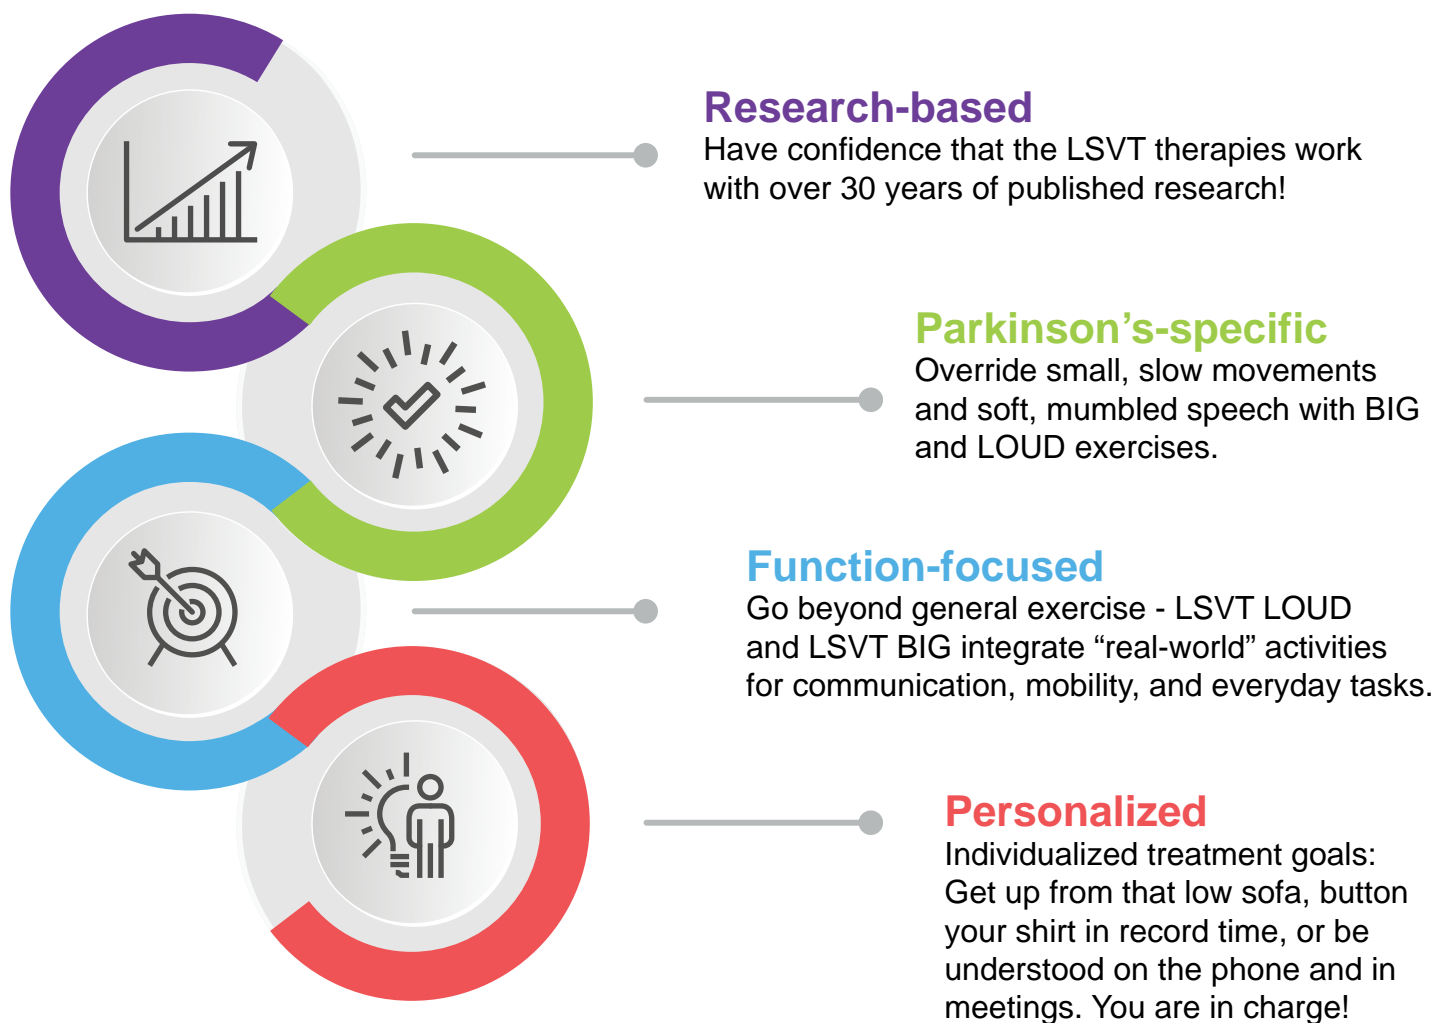 Research-based
Have confidence that the LSVT therapies work
with over 30 years of published research!
Parkinson’s-specific
Override small, slow movements
and soft, mumbled speech with BIG
and LOUD exercises.
Function-focused
Go beyond general exercise - LSVT LOUD
and LSVT BIG integrate “real-world” activities
for communication, mobility, and everyday tasks.
Personalized
Individualized treatment goals:
Get up from that low sofa, button
your shirt in record time, or be
understood on the phone and in
meetings. You are in charge!